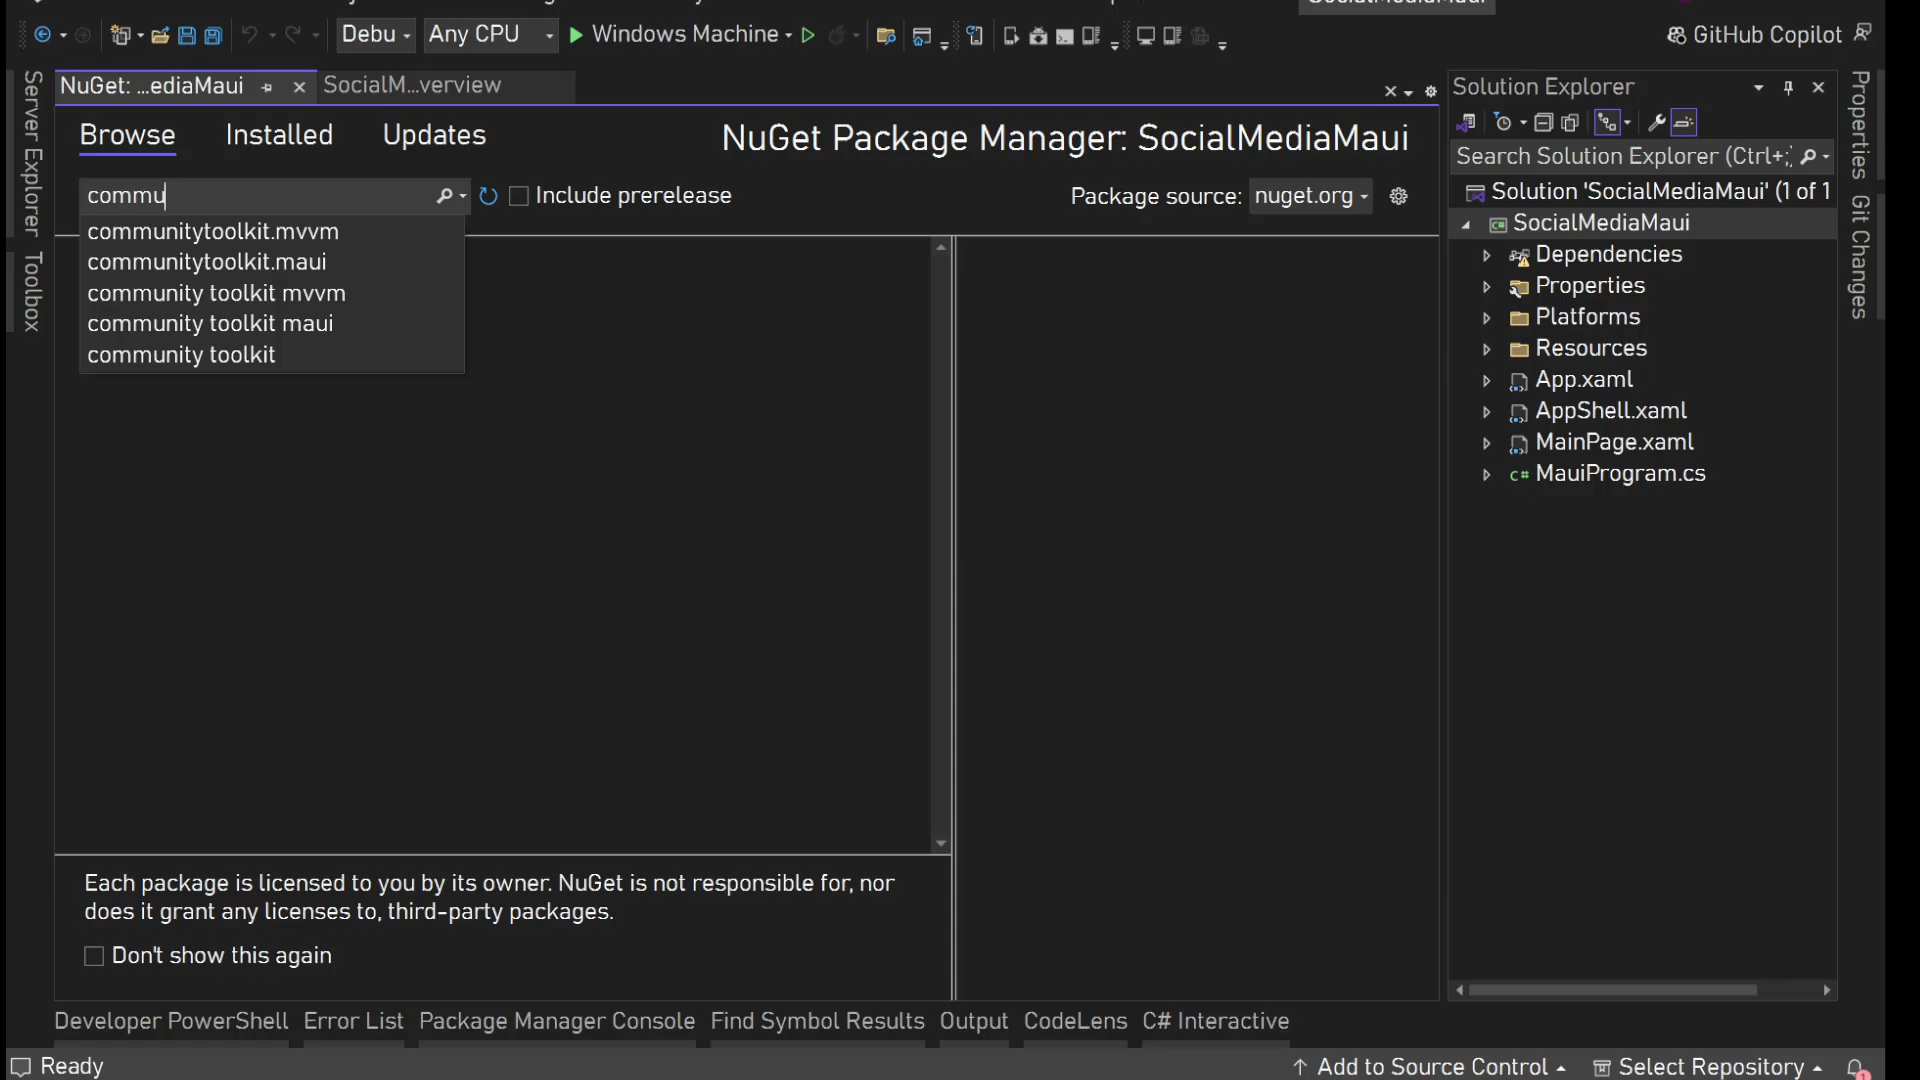 Debu
Any CPU
Windows Machine
GitHub Copilot
Server Explorer
Toolbox
NuGet: ...ediaMaui
SocialM...verview
Browse
Installed
Updates
NuGet Package Manager: SocialMediaMaui
commu
Include prerelease
Package source: nuget.org
communitytoolkit.mvvm
communitytoolkit.maui
community toolkit mvvm
community toolkit maui
community toolkit
Each package is licensed to you by its owner. NuGet is not responsible for, nor
does it grant any licenses to, third-party packages.
Don't show this again
Solution Explorer
Search Solution Explorer (Ctrl+;)
Solution 'SocialMediaMaui' (1 of 1
SocialMediaMaui
Dependencies
Properties
Platforms
Resources
App.xaml
AppShell.xaml
MainPage.xaml
C# MauiProgram.cs
Properties
Git Changes
Developer PowerShell
Error List
Package Manager Console
Find Symbol Results
Output
CodeLens
C# Interactive
Ready
Add to Source Control
Select Repository
1